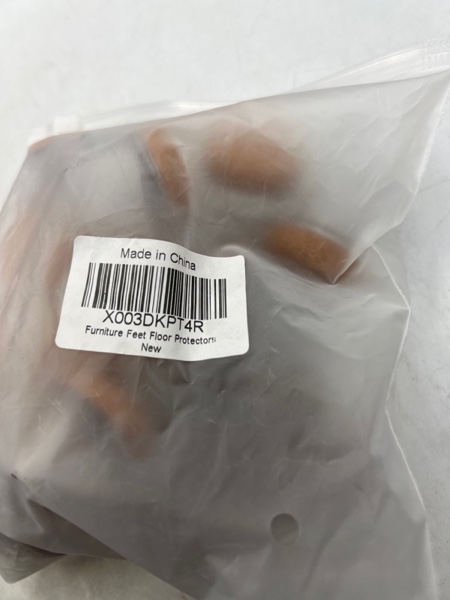 Made in China
X003DKPT4R
Furniture Feet Floor Protectors
New